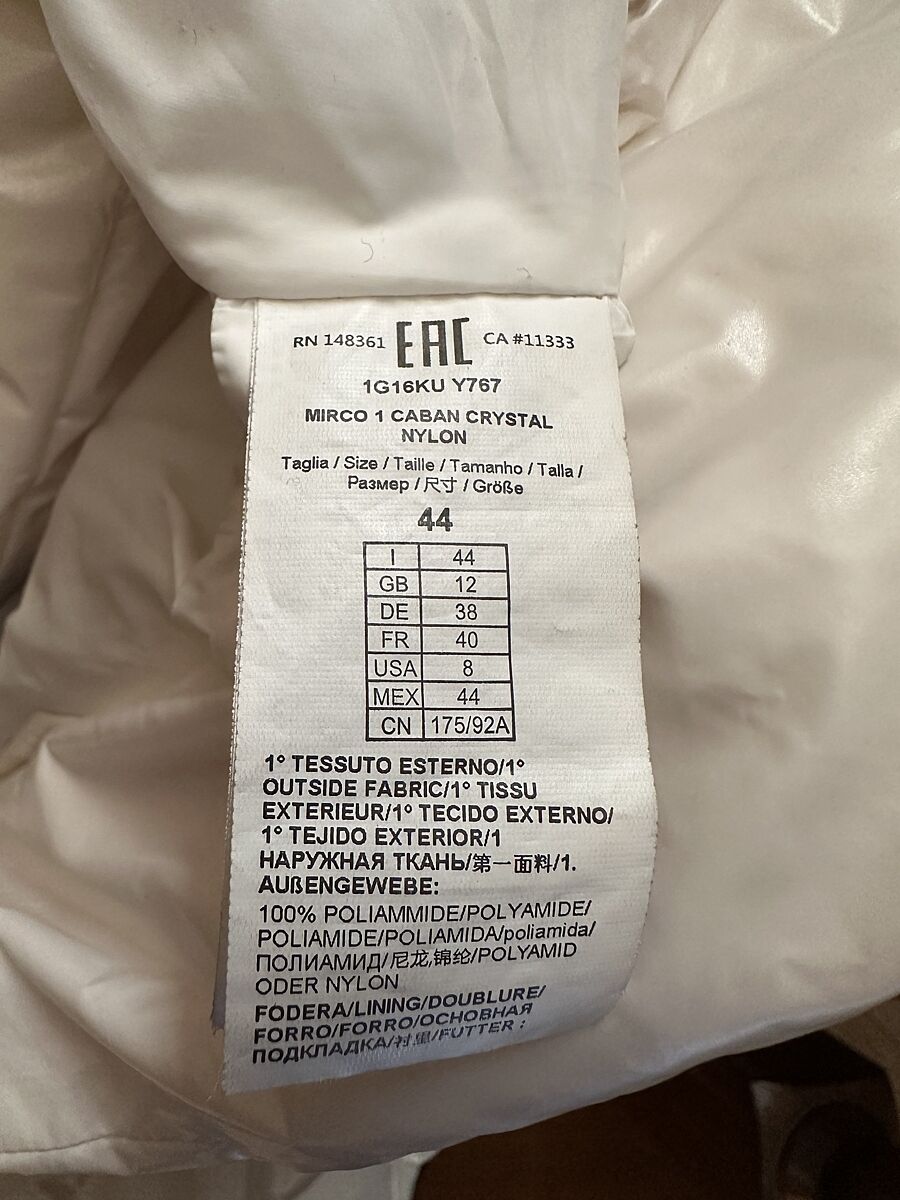 RN 148361 EAC CA #11333
1G16KU Y767
MIRCO 1 CABAN CRYSTAL
NYLON
Taglia / Size / Taille / Tamanho / Talla /
Размер / 尺寸 / Größe
44
I 44
GB 12
DE 38
FR 40
USA 8
MEX 44
CN 175/92A
1° TESSUTO ESTERNO/1°
OUTSIDE FABRIC/1° TISSU
EXTERIEUR/1° TECIDO EXTERNO/
1° TEJIDO EXTERIOR/1
НАРУЖНАЯ ТКАНЬ/第一面料/1.
AUßENGEWEBE:
100% POLIAMMIDE/POLYAMIDE/
POLIAMIDE/POLIAMIDA/poliamida/
ПОЛИАМИД/尼龙,锦纶/POLYAMID
ODER NYLON
FODERA/LINING/DOUBLURE/
FORRO/FORRO/ОСНОВНАЯ
ПОДКЛАДКА/衬里/FUTTER :